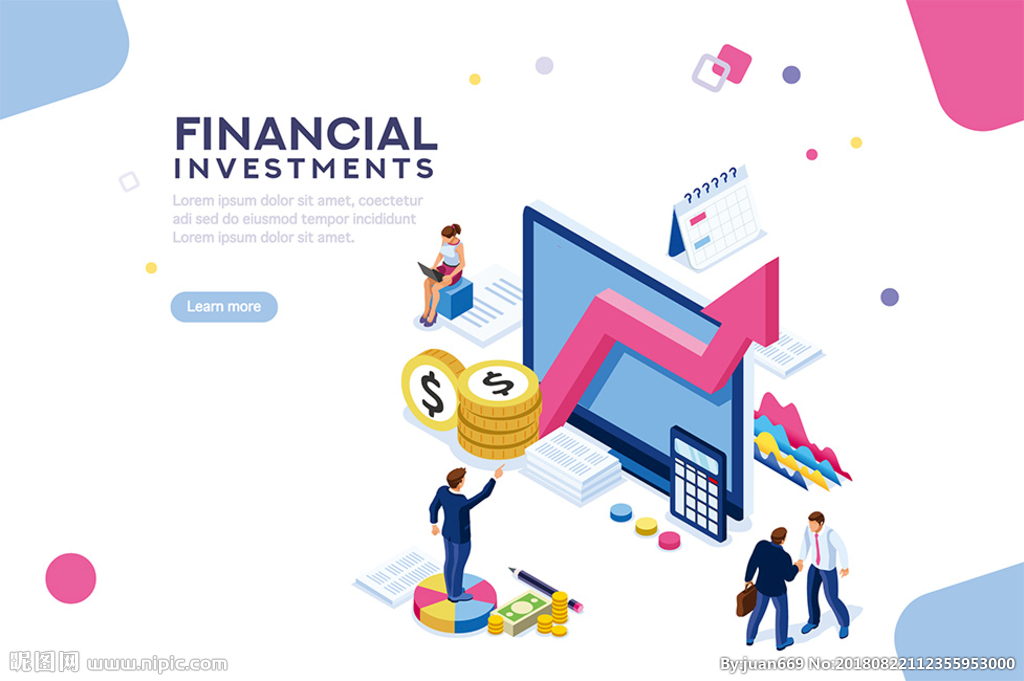 FINANCIAL
INVESTMENTS
Lorem ipsum dolor sit amet, coectetur
adi sed do eiusmod tempor incididunt
Lorem ipsum dolor sit amet.
Learn more
$ $
昵图网 www.nipic.com
By:juan669 No:20180822112355953000